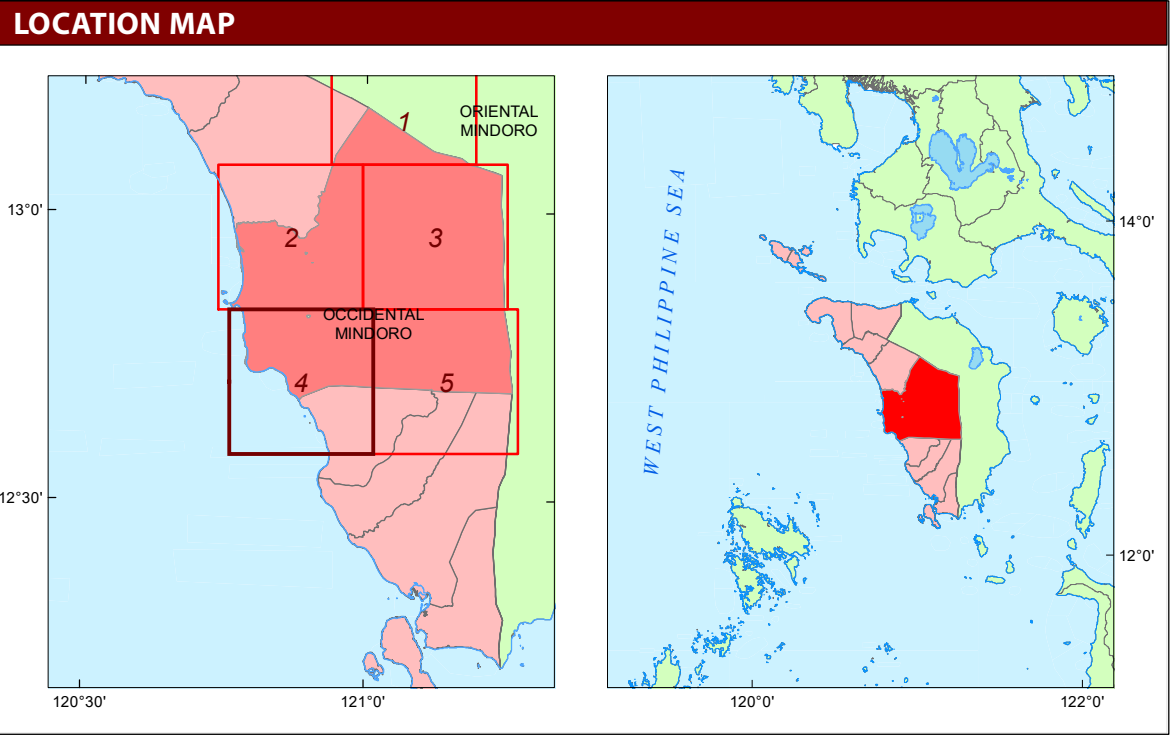 LOCATION MAP
ORIENTAL
MINDORO
1
13°0'
2
3
OCCIDENTAL
MINDORO
4
5
12°30'
120°30'
121°0'
WEST PHILIPPINE SEA
14°0'
12°0'
120°0'
122°0'